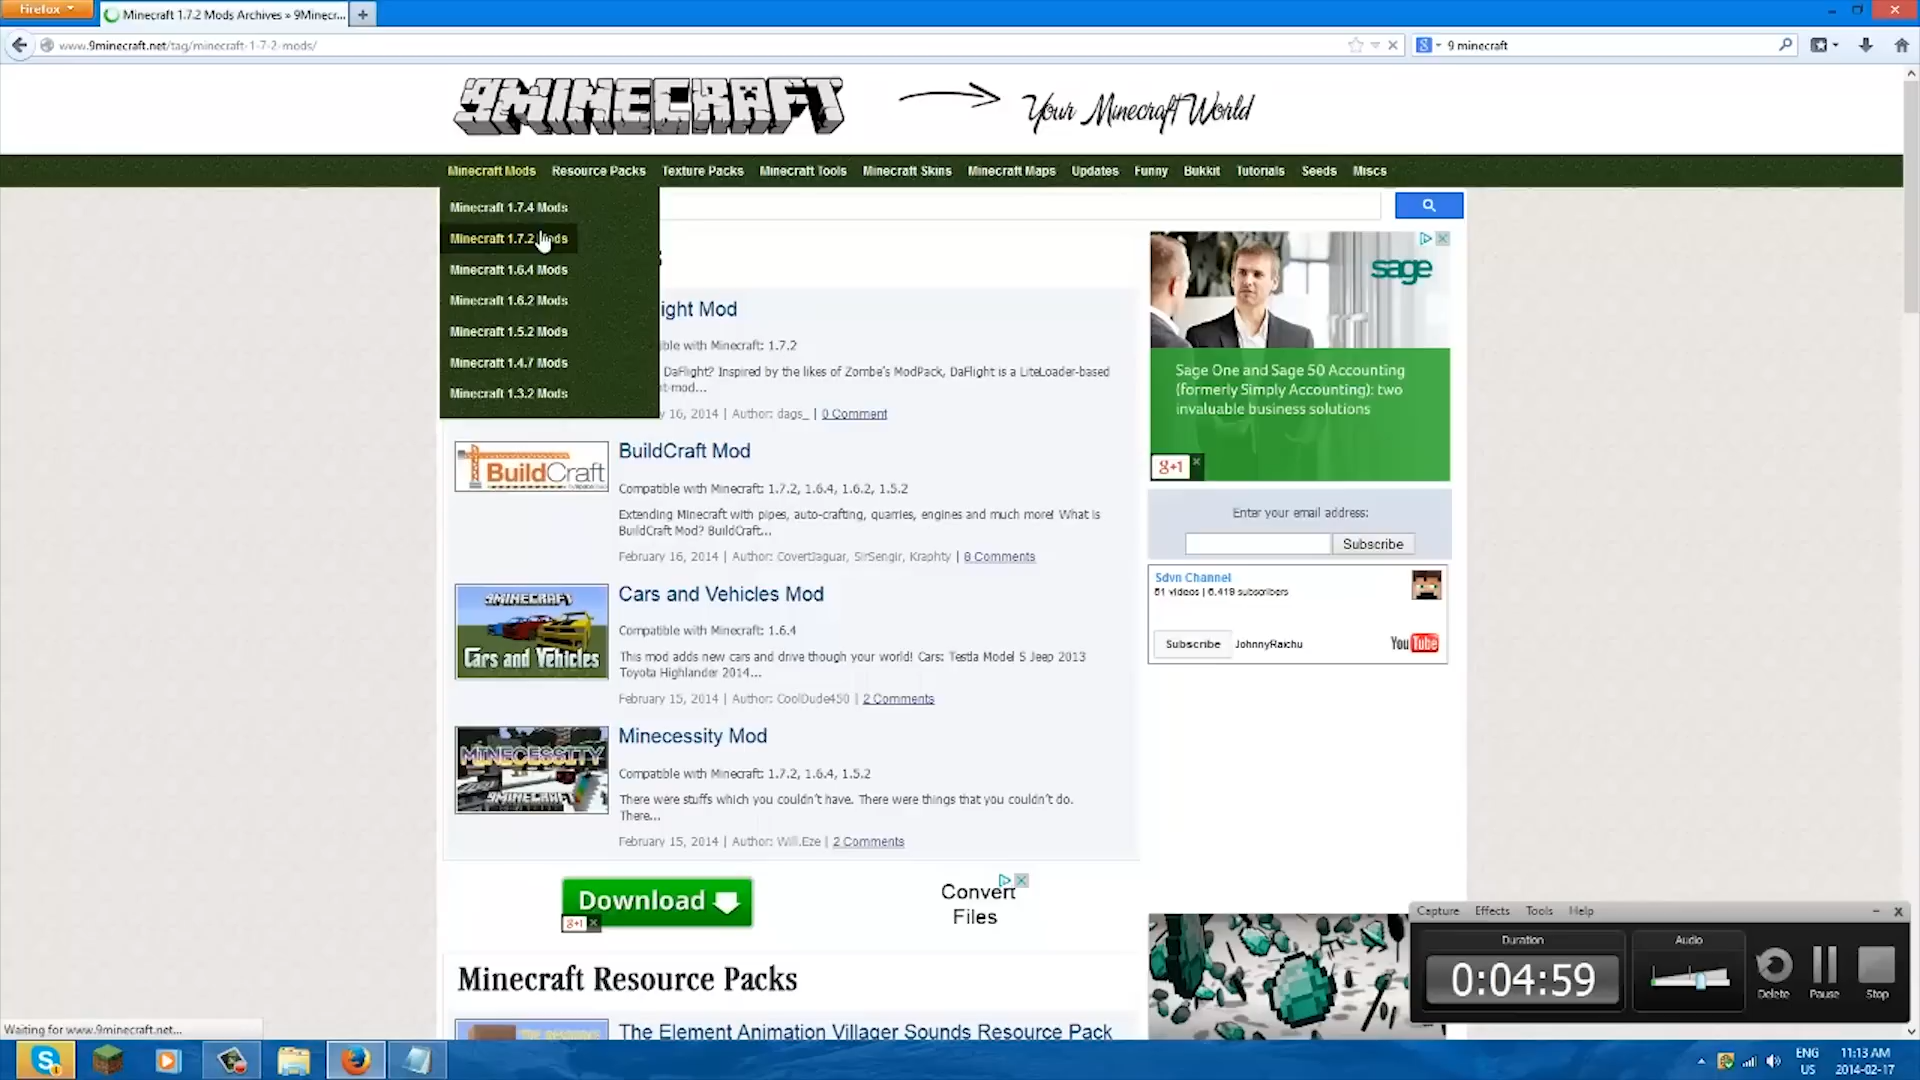 Firefox
Minecraft 1.7.2 Mods Archives » 9Minecr...
www.9minecraft.net/tag/minecraft-1-7-2-mods/
9 minecraft
9MINECRAFT
Your Minecraft World
Minecraft Mods Resource Packs Texture Packs Minecraft Tools Minecraft Skins Minecraft Maps Updates Funny Bukkit Tutorials Seeds Miscs
Minecraft 1.7.4 Mods
Minecraft 1.7.2 Mods
Minecraft 1.6.4 Mods
Minecraft 1.6.2 Mods
Minecraft 1.5.2 Mods
Minecraft 1.4.7 Mods
Minecraft 1.3.2 Mods
ight Mod
ble with Minecraft: 1.7.2
DaFlight? Inspired by the likes of Zombe's ModPack, DaFlight is a LiteLoader-based
t-mod...
y 16, 2014 | Author: dags_ | 0 Comment
BuildCraft
BuildCraft Mod
Compatible with Minecraft: 1.7.2, 1.6.4, 1.6.2, 1.5.2
Extending Minecraft with pipes, auto-crafting, quarries, engines and much more! What is
BuildCraft Mod? BuildCraft...
February 16, 2014 | Author: CovertJaguar, SirSengir, Kraphty | 8 Comments
9MINECRAFT
Cars and Vehicles
Cars and Vehicles Mod
Compatible with Minecraft: 1.6.4
This mod adds new cars and drive though your world! Cars: Testla Model S Jeep 2013
Toyota Highlander 2014...
February 15, 2014 | Author: CoolDude450 | 2 Comments
MINECESSITY
9MINECRAFT
Minecessity Mod
Compatible with Minecraft: 1.7.2, 1.6.4, 1.5.2
There were stuffs which you couldn't have. There were things that you couldn't do.
There...
February 15, 2014 | Author: Will.Eze | 2 Comments
Download
g+1
Convert
Files
Minecraft Resource Packs
The Element Animation Villager Sounds Resource Pack
sage
Sage One and Sage 50 Accounting
(formerly Simply Accounting): two
invaluable business solutions
g+1
Enter your email address:
Subscribe
Sdvn Channel
61 videos | 6,419 subscribers
Subscribe JohnnyRaichu
YouTube
Capture Effects Tools Help
Duration
0:04:59
Audio
Delete
Pause
Stop
Waiting for www.9minecraft.net...
ENG
US
11:13 AM
2014-02-17